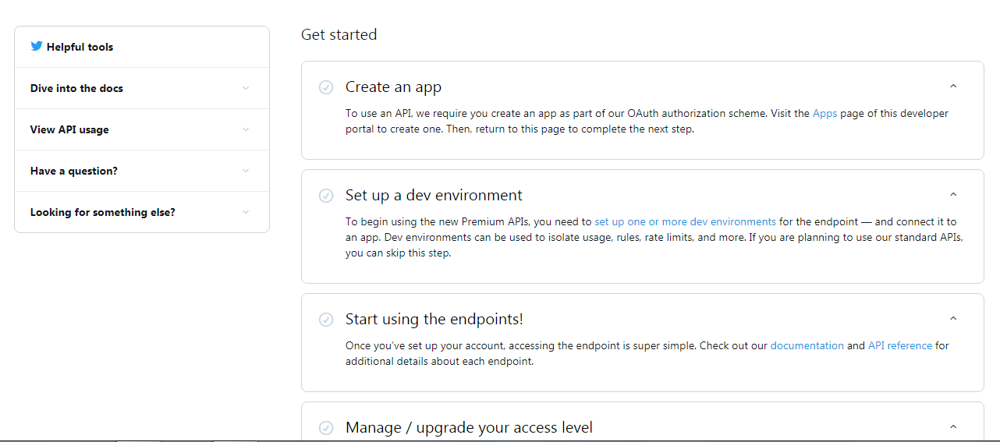 Helpful tools
Dive into the docs
View API usage
Have a question?
Looking for something else?
Get started
Create an app
To use an API, we require you create an app as part of our OAuth authorization scheme. Visit the Apps page of this developer
portal to create one. Then, return to this page to complete the next step.
Set up a dev environment
To begin using the new Premium APIs, you need to set up one or more dev environments for the endpoint — and connect it to
an app. Dev environments can be used to isolate usage, rules, rate limits, and more. If you are planning to use our standard APIs,
you can skip this step.
Start using the endpoints!
Once you've set up your account, accessing the endpoint is super simple. Check out our documentation and API reference for
additional details about each endpoint.
Manage / upgrade your access level